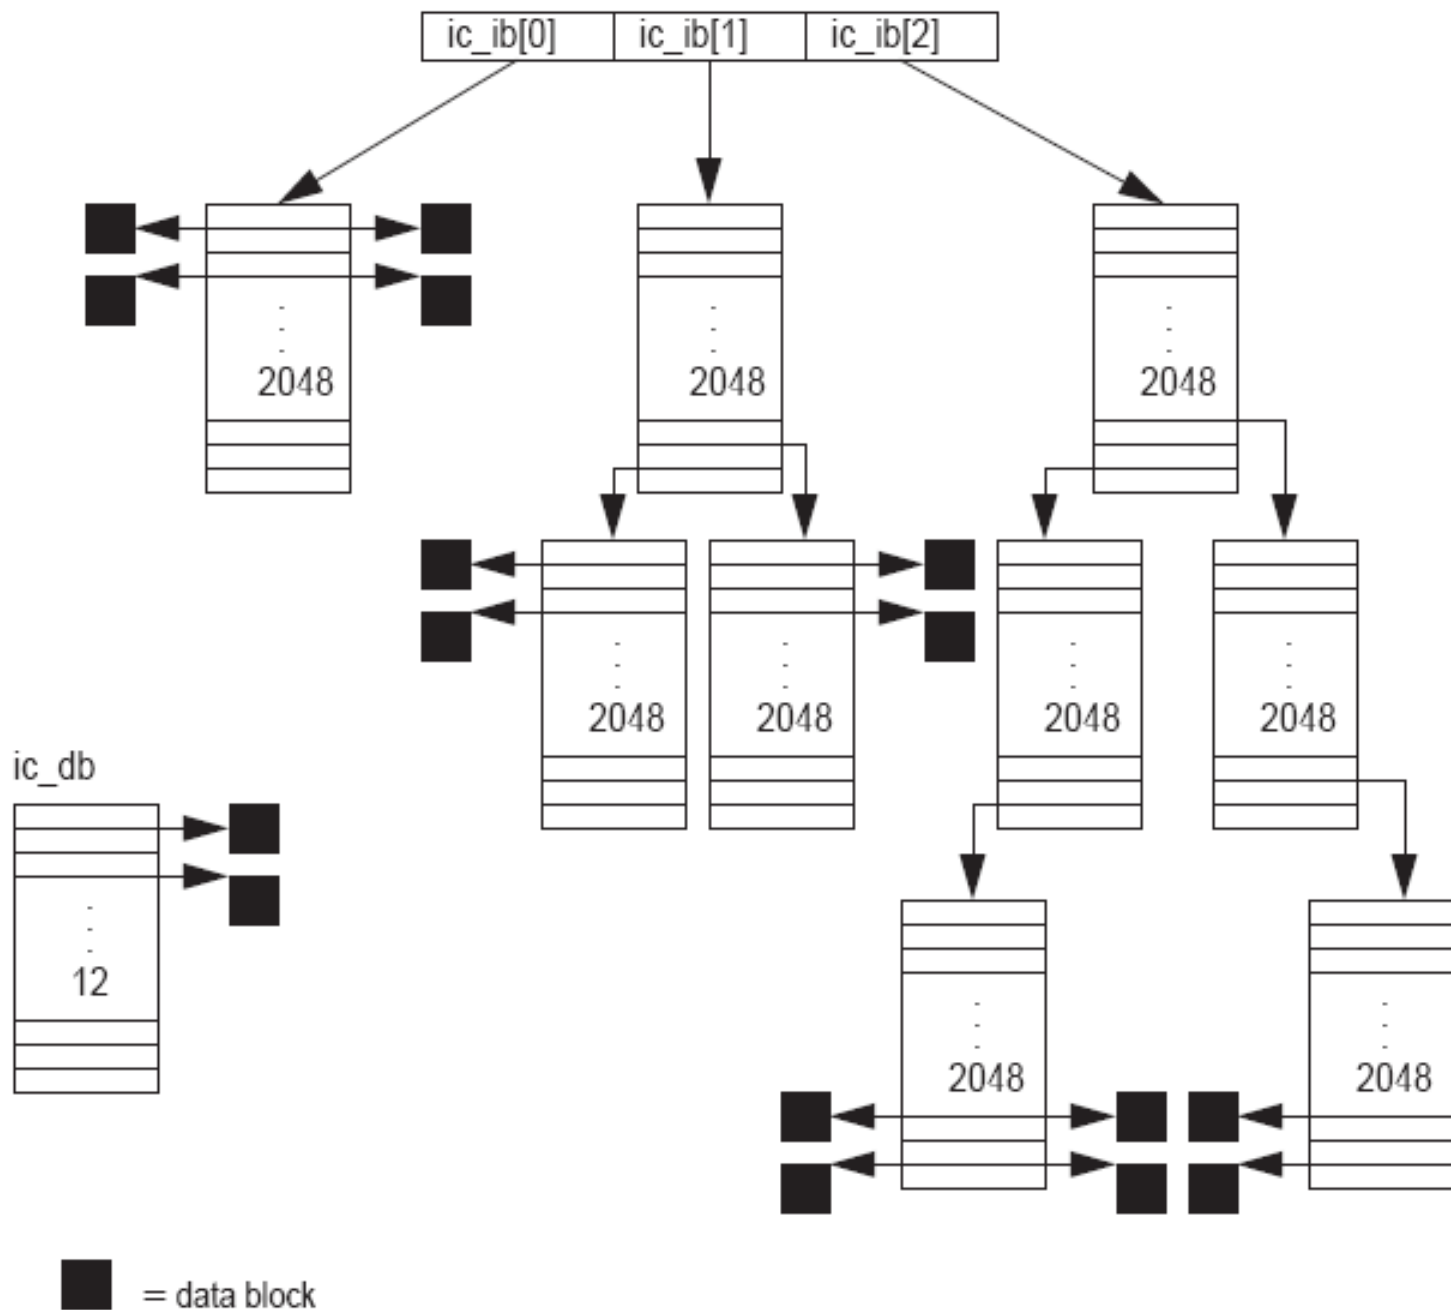 ic_ib[0] ic_ib[1] ic_ib[2]
2048 2048 2048
2048 2048 2048 2048
ic_db
12
2048 2048
= data block